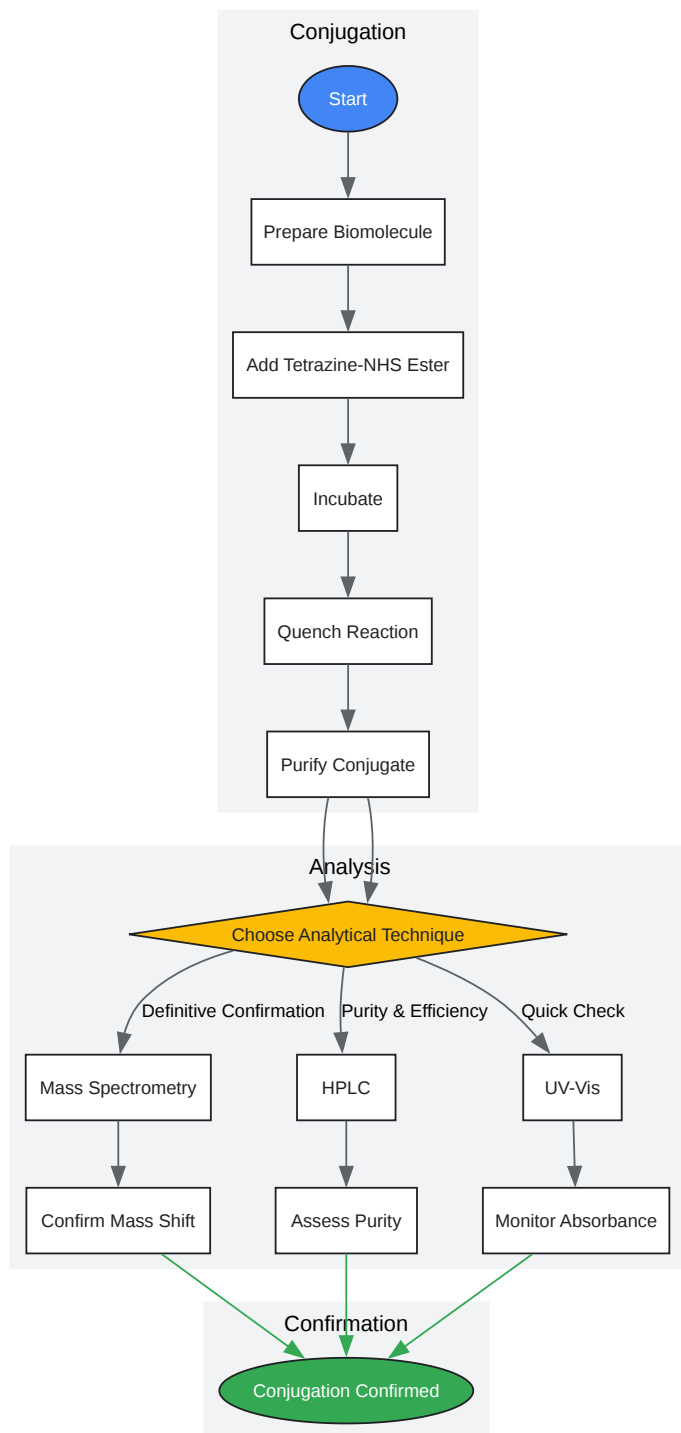 Conjugation
Start
Prepare Biomolecule
Add Tetrazine-NHS Ester
Incubate
Quench Reaction
Purify Conjugate
Analysis
Choose Analytical Technique
Definitive Confirmation
Purity & Efficiency
Quick Check
Mass Spectrometry
HPLC
UV-Vis
Confirm Mass Shift
Assess Purity
Monitor Absorbance
Confirmation
Conjugation Confirmed